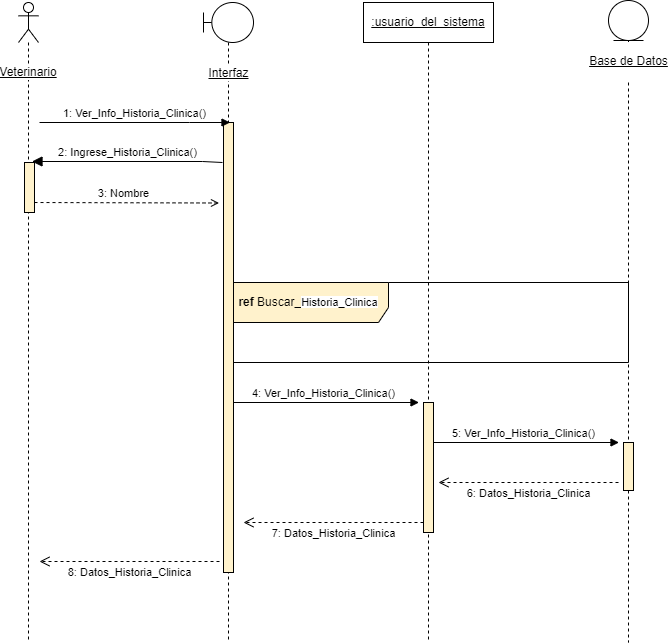 :usuario_del_sistema
Base de Datos
Veterinario
Interfaz
1: Ver_Info_Historia_Clinica()
2: Ingrese_Historia_Clinica()
3: Nombre
ref Buscar_Historia_Clinica
4: Ver_Info_Historia_Clinica()
5: Ver_Info_Historia_Clinica()
6: Datos_Historia_Clinica
7: Datos_Historia_Clinica
8: Datos_Historia_Clinica